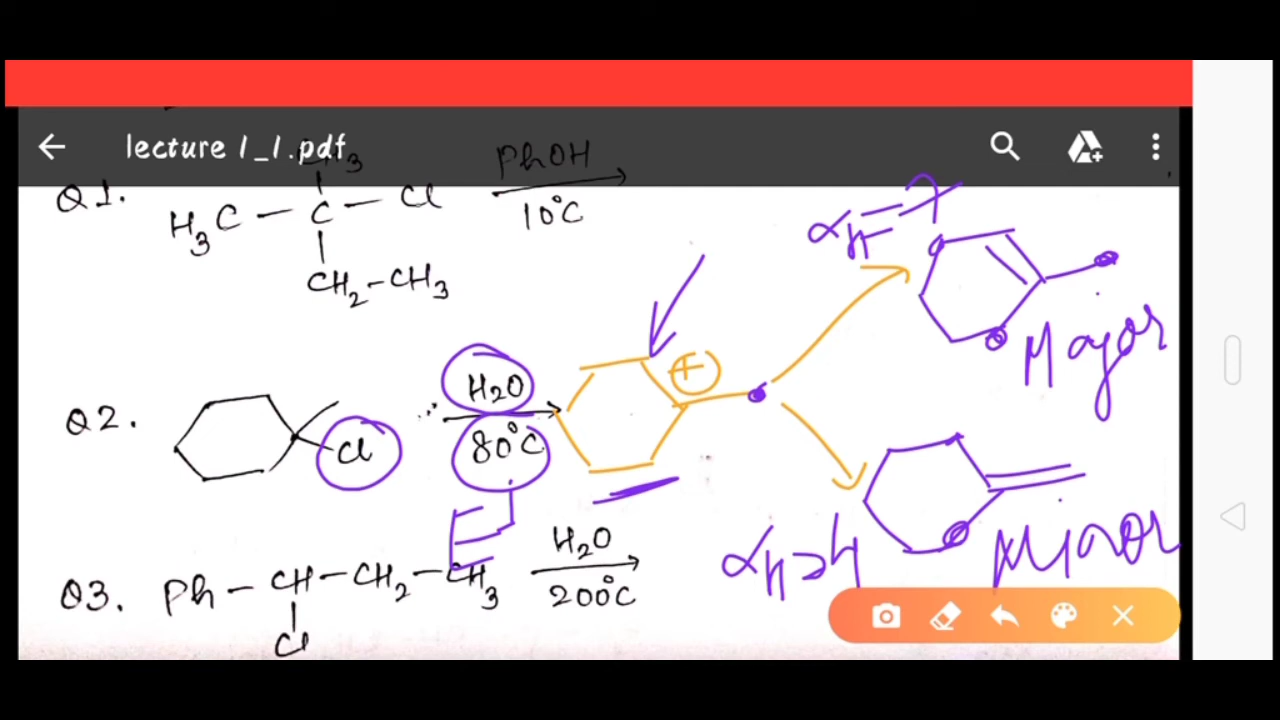 lecture 1_1.pdf
Q1.
CH3
H3C — C — Cl
CH2-CH3
PhOH
10°C
αH = 7
Major
Q2.
Cl
H2O
80°C
E
+
αH=4
Minor
Q3. Ph - CH - CH2 - CH3
Cl
H2O
200°C